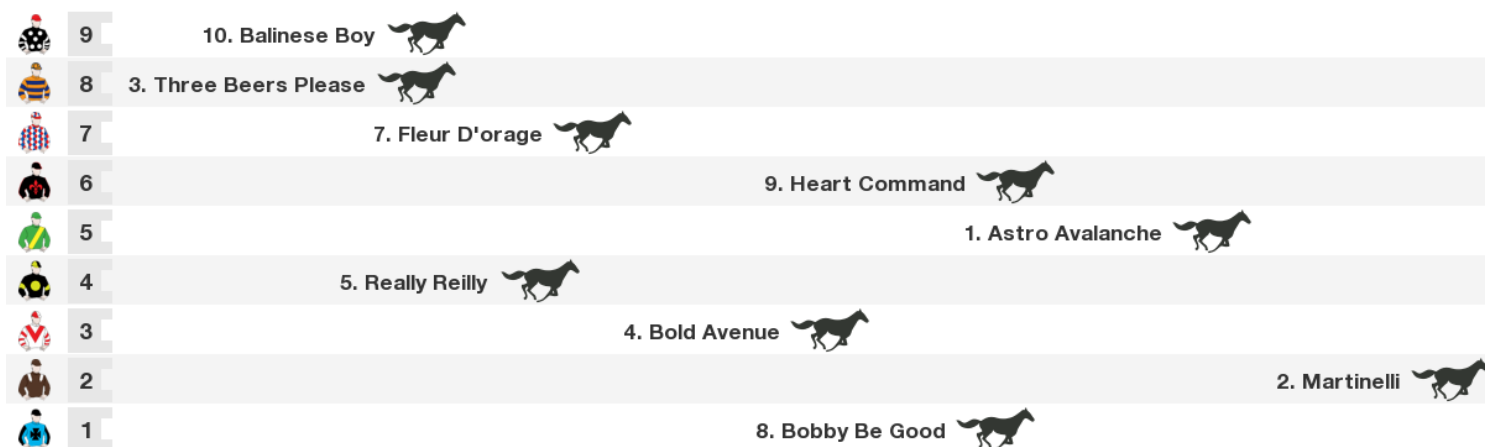 9 10. Balinese Boy
8 3. Three Beers Please
7 7. Fleur D'orage
6 9. Heart Command
5 1. Astro Avalanche
4 5. Really Reilly
3 4. Bold Avenue
2 2. Martinelli
1 8. Bobby Be Good